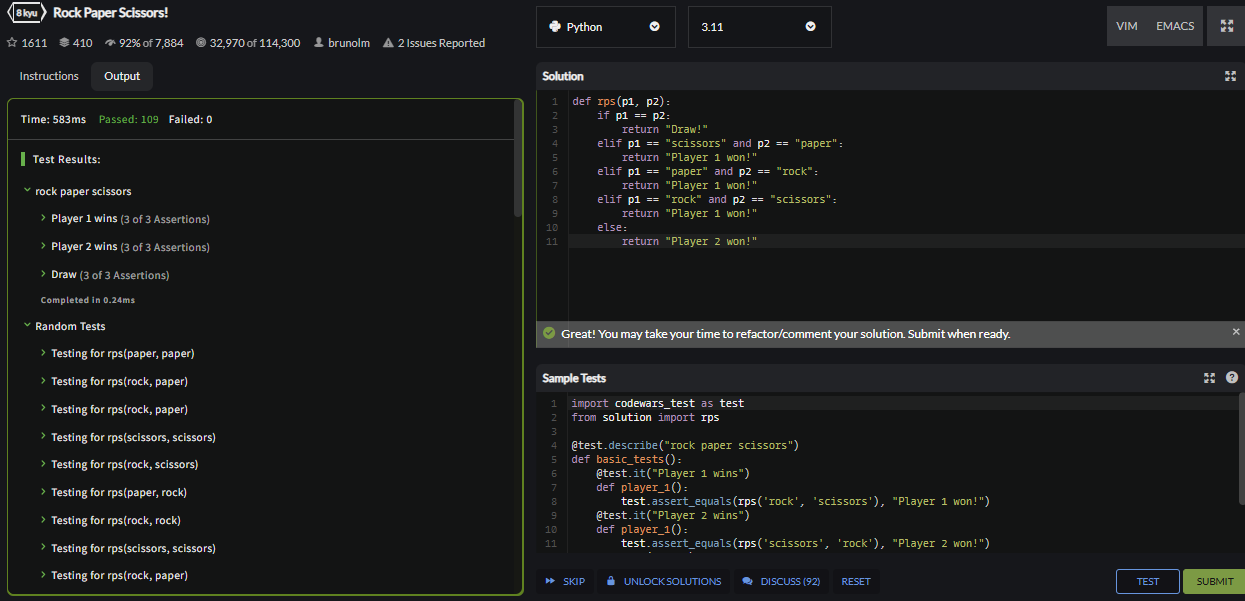 8 kyu Rock Paper Scissors!
1611 410 92% of 7,884 32,970 of 114,300 brunolm 2 Issues Reported
Instructions Output
Time: 583ms Passed: 109 Failed: 0
Test Results:
rock paper scissors
Player 1 wins (3 of 3 Assertions)
Player 2 wins (3 of 3 Assertions)
Draw (3 of 3 Assertions)
Completed in 0.24ms
Random Tests
Testing for rps(paper, paper)
Testing for rps(rock, paper)
Testing for rps(rock, paper)
Testing for rps(scissors, scissors)
Testing for rps(rock, scissors)
Testing for rps(paper, rock)
Testing for rps(rock, rock)
Testing for rps(scissors, scissors)
Testing for rps(rock, paper)
Python 3.11 VIM EMACS
Solution
1 def rps(p1, p2):
2 if p1 == p2:
3 return "Draw!"
4 elif p1 == "scissors" and p2 == "paper":
5 return "Player 1 won!"
6 elif p1 == "paper" and p2 == "rock":
7 return "Player 1 won!"
8 elif p1 == "rock" and p2 == "scissors":
9 return "Player 1 won!"
10 else:
11 return "Player 2 won!"
Great! You may take your time to refactor/comment your solution. Submit when ready.
Sample Tests
1 import codewars_test as test
2 from solution import rps
3
4 @test.describe("rock paper scissors")
5 def basic_tests():
6 @test.it("Player 1 wins")
7 def player_1():
8 test.assert_equals(rps('rock', 'scissors'), "Player 1 won!")
9 @test.it("Player 2 wins")
10 def player_1():
11 test.assert_equals(rps('scissors', 'rock'), "Player 2 won!")
SKIP UNLOCK SOLUTIONS DISCUSS (92) RESET TEST SUBMIT